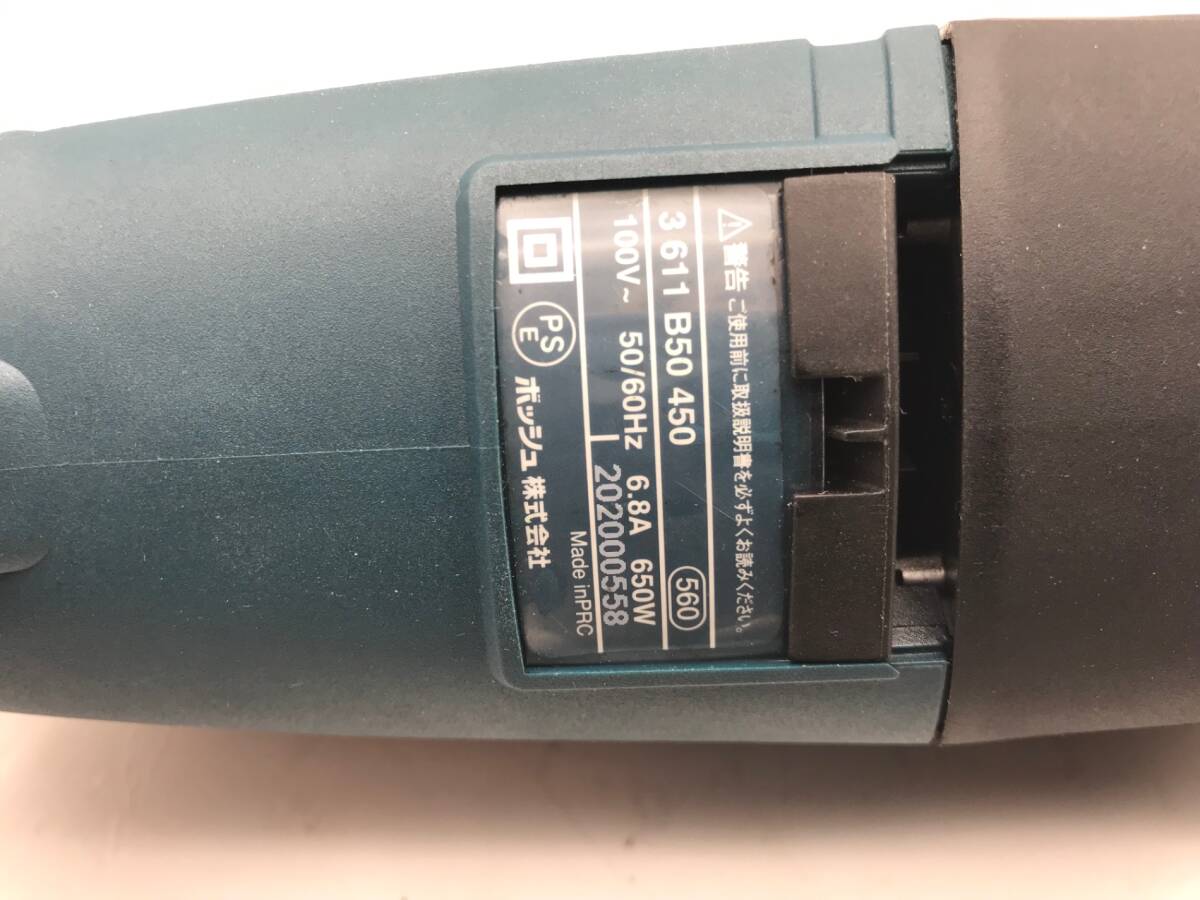 ⚠警告 ご使用前に取扱説明書を必ずよくお読みください。
3 611 B50 450 560
100V~ 50/60Hz 6.8A 650W
202000558
Made inPRC
PSE ボッシュ株式会社